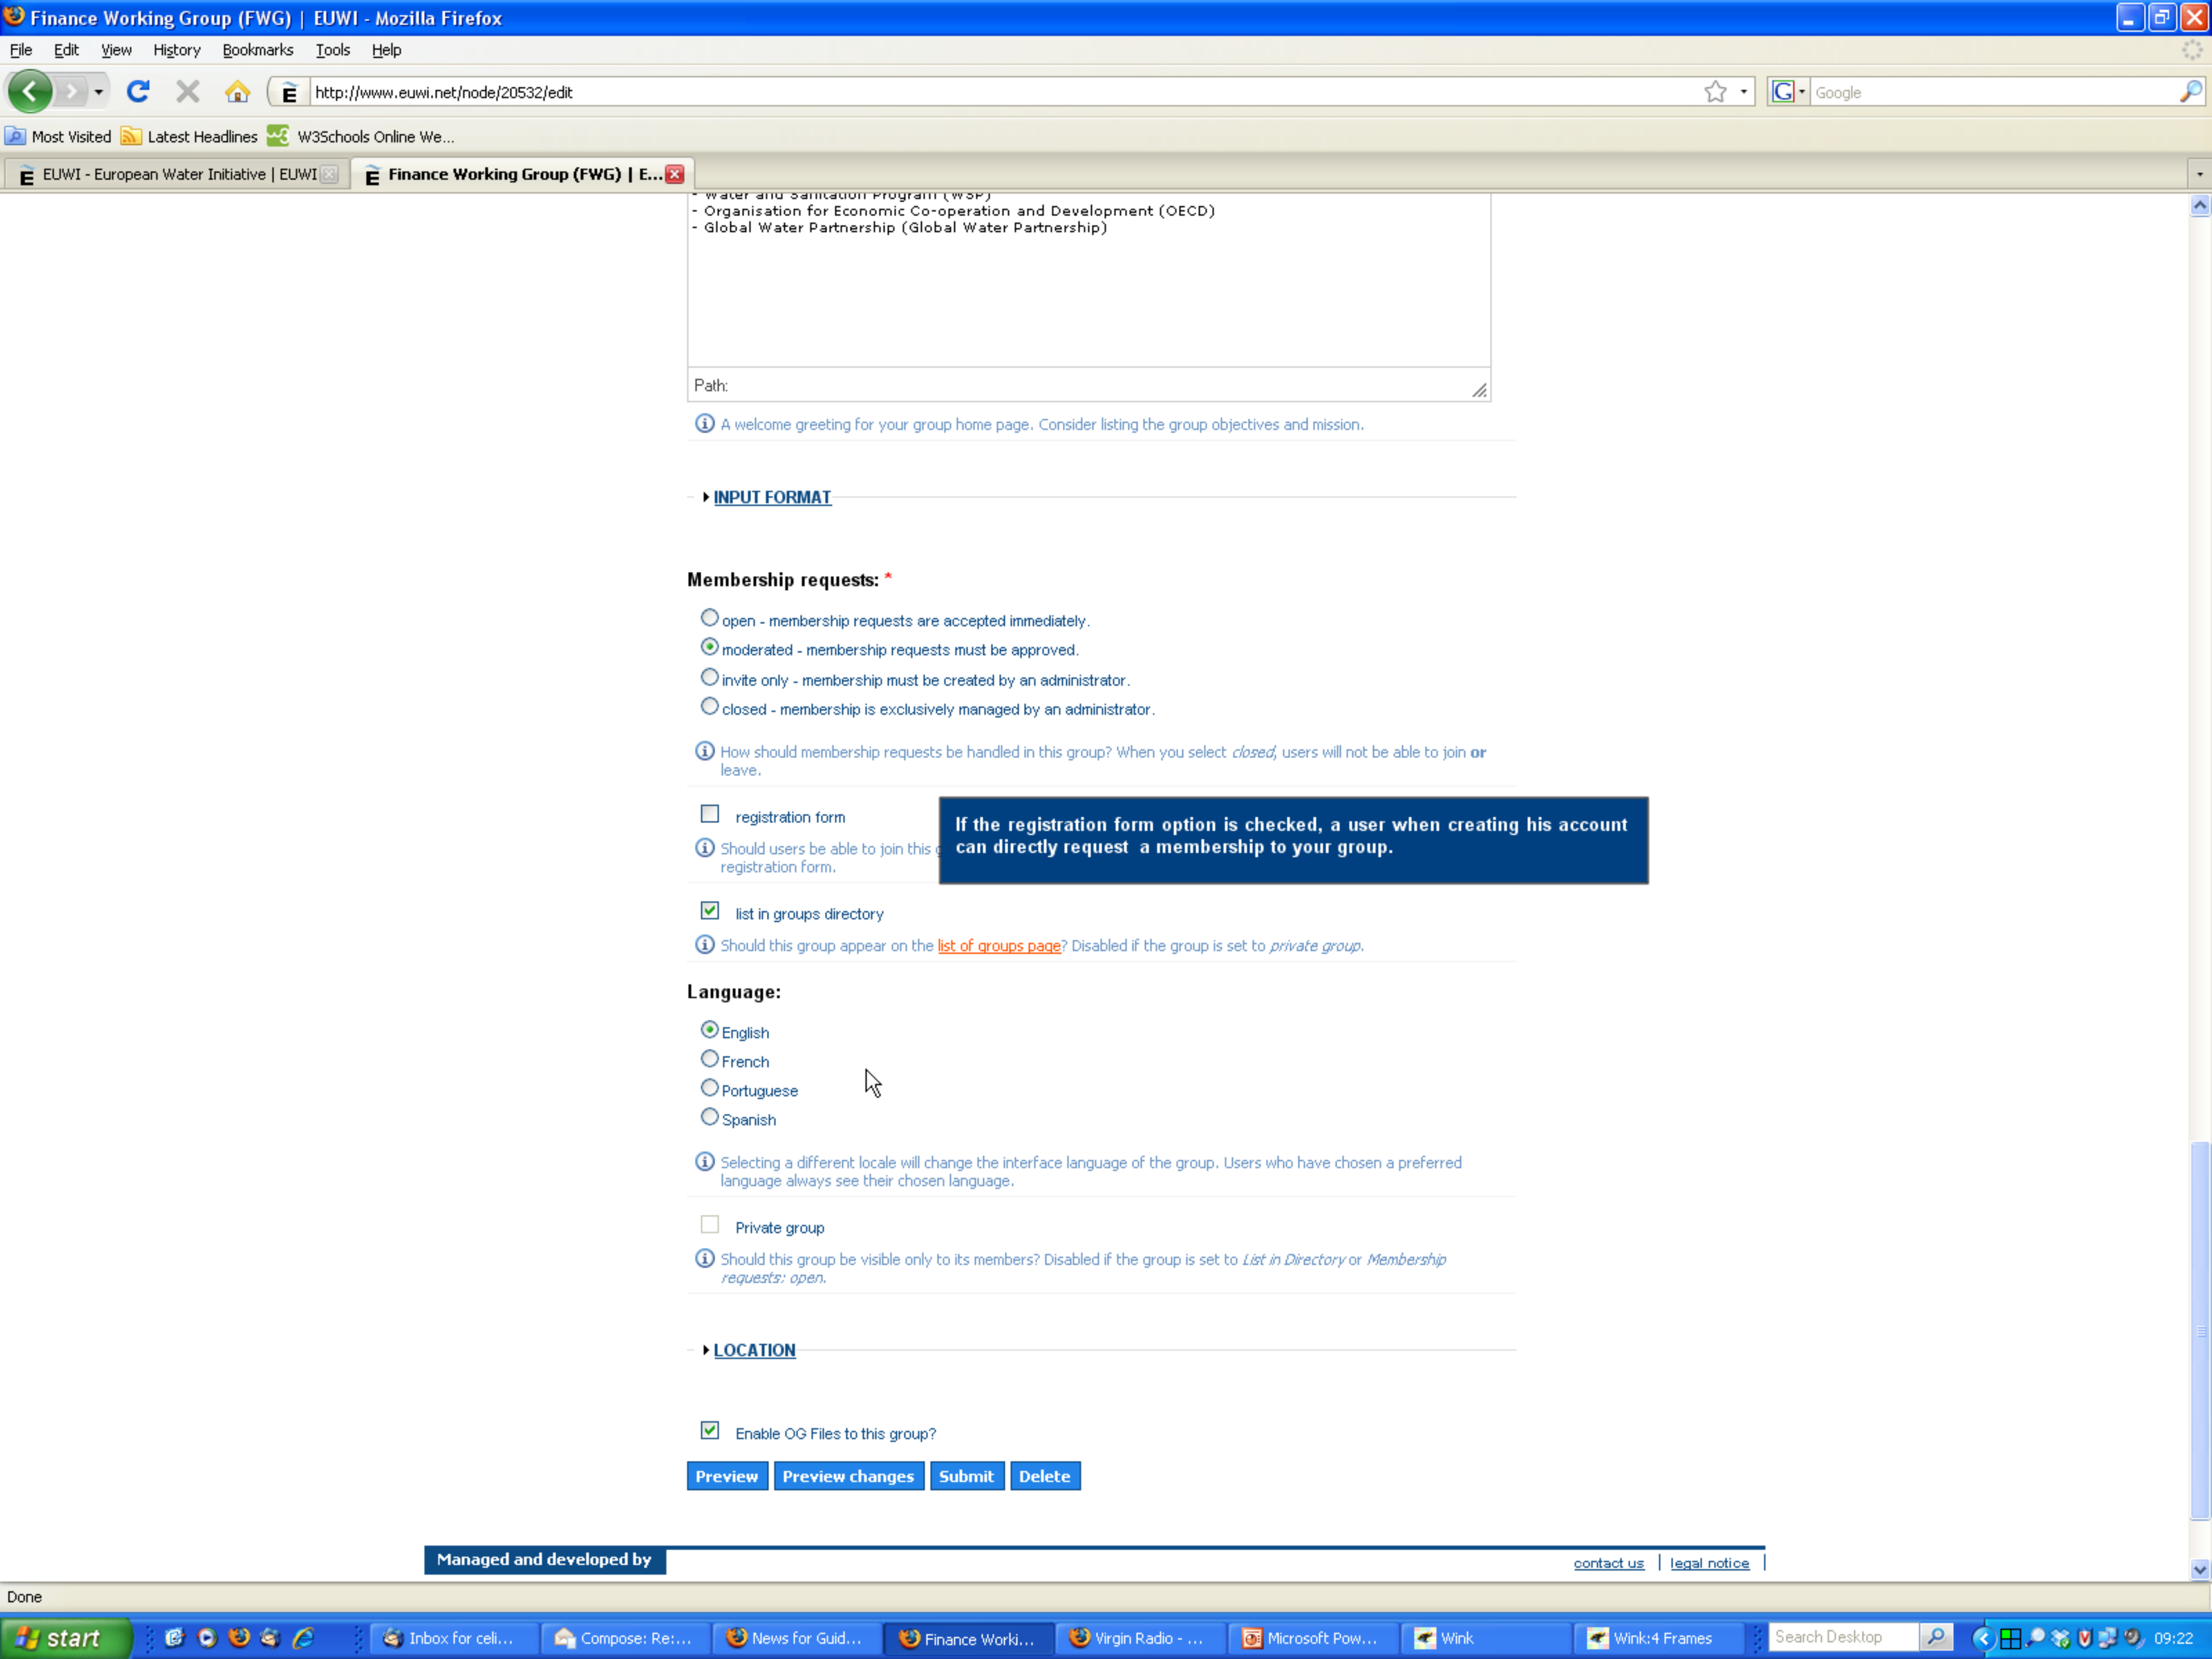 Finance Working Group (FWG) | EUWI - Mozilla Firefox
File Edit View History Bookmarks Tools Help
http://www.euwi.net/node/20532/edit
Google
Most Visited Latest Headlines W3Schools Online We...
EUWI - European Water Initiative | EUWI
Finance Working Group (FWG) | E...
- Water and Sanitation Program (WSP)
- Organisation for Economic Co-operation and Development (OECD)
- Global Water Partnership (Global Water Partnership)
Path:
A welcome greeting for your group home page. Consider listing the group objectives and mission.
INPUT FORMAT
Membership requests: *
open - membership requests are accepted immediately.
moderated - membership requests must be approved.
invite only - membership must be created by an administrator.
closed - membership is exclusively managed by an administrator.
How should membership requests be handled in this group? When you select closed, users will not be able to join or
leave.
registration form
Should users be able to join this
registration form.
If the registration form option is checked, a user when creating his account
can directly request a membership to your group.
list in groups directory
Should this group appear on the list of groups page? Disabled if the group is set to private group.
Language:
English
French
Portuguese
Spanish
Selecting a different locale will change the interface language of the group. Users who have chosen a preferred
language always see their chosen language.
Private group
Should this group be visible only to its members? Disabled if the group is set to List in Directory or Membership
requests: open.
LOCATION
Enable OG Files to this group?
Preview Preview changes Submit Delete
Managed and developed by
contact us | legal notice |
Done
start Inbox for celi... Compose: Re:... News for Guid... Finance Worki... Virgin Radio - ... Microsoft Pow... Wink Wink:4 Frames Search Desktop 09:22